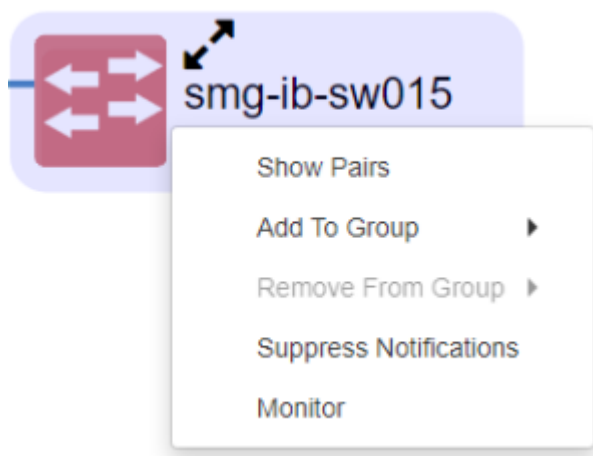 smg-ib-sw015
Show Pairs
Add To Group
Remove From Group
Suppress Notifications
Monitor